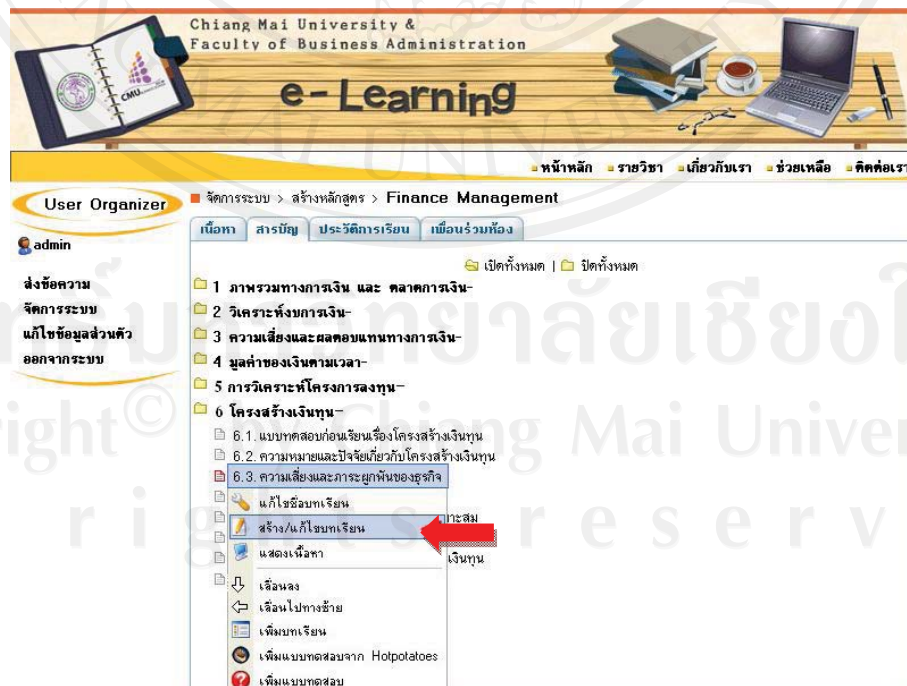 Chiang Mai University &
Faculty of Business Administration
e-Learning
CMU
หน้าหลัก รายวิชา เกี่ยวกับเรา ช่วยเหลือ ติดต่อเรา
User Organizer
จัดการระบบ > สร้างหลักสูตร > Finance Management
เนื้อหา สารบัญ ประวัติการเรียน เพื่อนร่วมห้อง
admin
เปิดทั้งหมด | ปิดทั้งหมด
ส่งข้อความ
จัดการระบบ
แก้ไขข้อมูลส่วนตัว
ออกจากระบบ
1 ภาพรวมทางการเงิน และ ตลาดการเงิน-
2 วิเคราะห์งบการเงิน-
3 ความเสี่ยงและผลตอบแทนทางการเงิน-
4 มูลค่าของเงินตามเวลา-
5 การวิเคราะห์โครงการลงทุน-
6 โครงสร้างเงินทุน-
6.1. แบบทดสอบก่อนเรียนเรื่องโครงสร้างเงินทุน
6.2. ความหมายและปัจจัยเกี่ยวกับโครงสร้างเงินทุน
6.3. ความเสี่ยงและภาระผูกพันของธุรกิจ
แก้ไขชื่อบทเรียน
สร้าง/แก้ไขบทเรียน
าะสม
แสดงเนื้อหา
เงินทุน
เลื่อนลง
เลื่อนไปทางซ้าย
เพิ่มบทเรียน
เพิ่มแบบทดสอบจาก Hotpotatoes
เพิ่มแบบทดสอบ